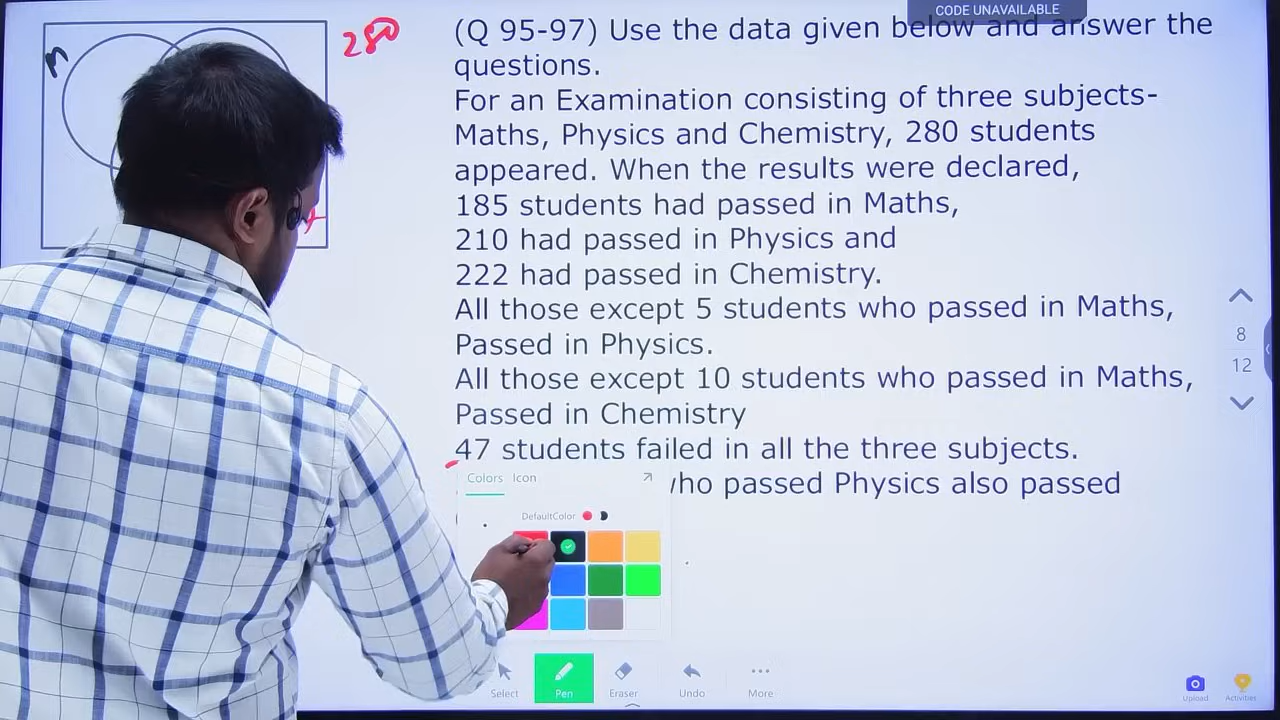 CODE UNAVAILABLE
m
280
(Q 95-97) Use the data given below and answer the
questions.
For an Examination consisting of three subjects-
Maths, Physics and Chemistry, 280 students
appeared. When the results were declared,
185 students had passed in Maths,
210 had passed in Physics and
222 had passed in Chemistry.
All those except 5 students who passed in Maths,
Passed in Physics.
All those except 10 students who passed in Maths,
Passed in Chemistry
47 students failed in all the three subjects.
who passed Physics also passed
8
12
Colors Icon
DefaultColor
Select Pen Eraser Undo More
Upload Activities